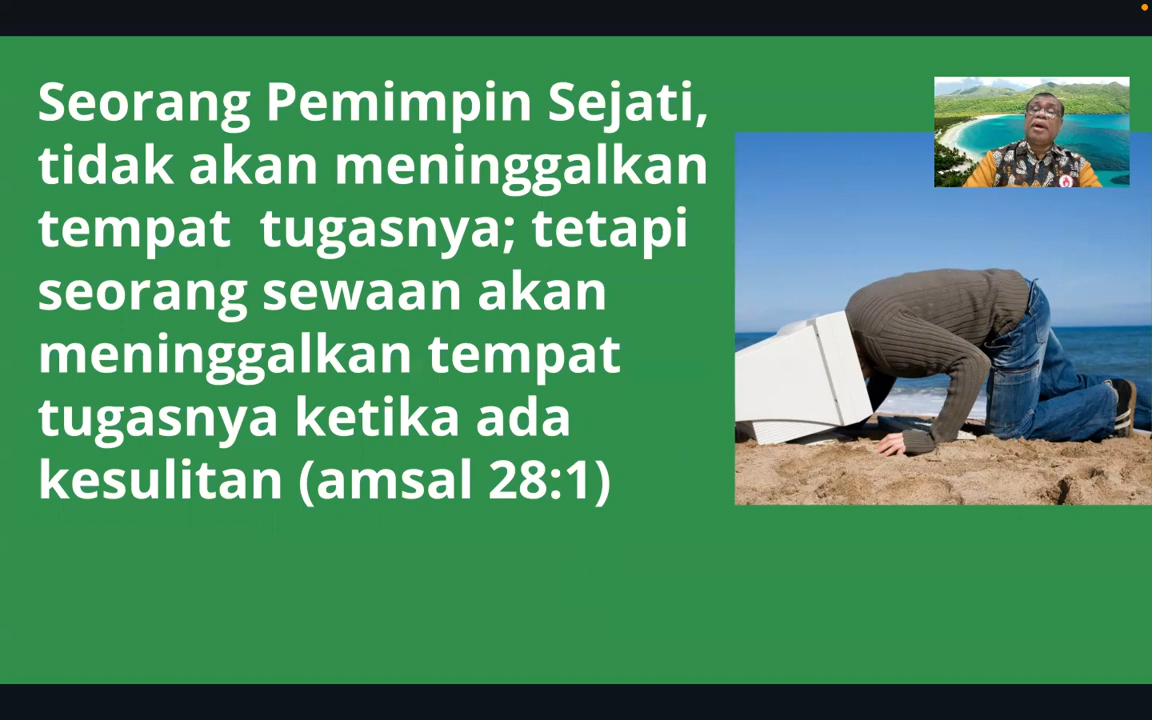 Seorang Pemimpin Sejati,
tidak akan meninggalkan
tempat  tugasnya; tetapi
seorang sewaan akan
meninggalkan tempat
tugasnya ketika ada
kesulitan (amsal 28:1)